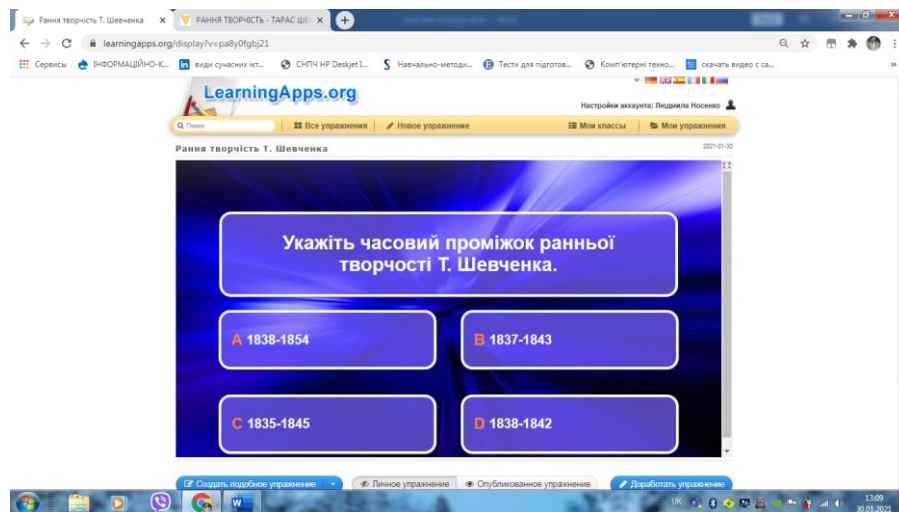 Рання творчість Т. Шевченка
РАННЯ ТВОРЧІСТЬ - ТАРАС ШЕ
learningapps.org/display?v=pa8y0fgbj21
Сервисы ІНФОРМАЦІЙНО-К... види сучасних ікт... СНПЧ HP Deskjet I... Навчально-методи... Тести для підготов... Комп'ютерні техно... скачать видео с са...
LearningApps.org
Настройки аккаунта: Людмила Носенко
Поиск Все упражнения Новое упражнение Мои классы Мои упражнения
Рання творчість Т. Шевченка 2021-01-30
Укажіть часовий проміжок ранньої
творчості Т. Шевченка.
A 1838-1854 B 1837-1843
C 1835-1845 D 1838-1842
Создать подобное упражнение Личное упражнение Опубликованное упражнение Доработать упражнение
UK 13:09
30.01.2021